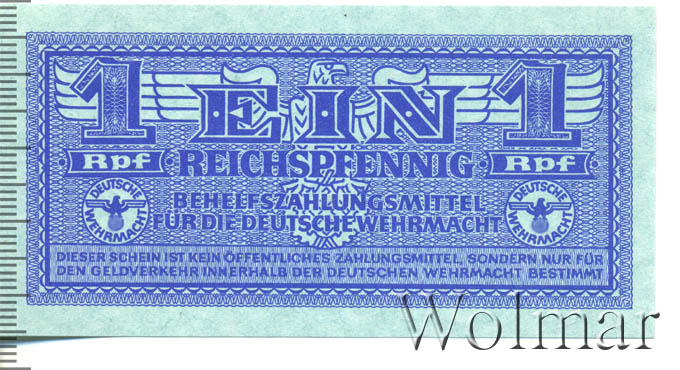 1 EIN 1
Rpf REICHSPFENNIG Rpf
BEHELFSZAHLUNGSMITTEL
FÜR DIE DEUTSCHE WEHRMACHT
DEUTSCHE WEHRMACHT
DEUTSCHE WEHRMACHT
DIESER SCHEIN IST KEIN ÖFFENTLICHES ZAHLUNGSMITTEL, SONDERN NUR FÜR
DEN GELDVERKEHR INNERHALB DER DEUTSCHEN WEHRMACHT BESTIMMT
Wolmar